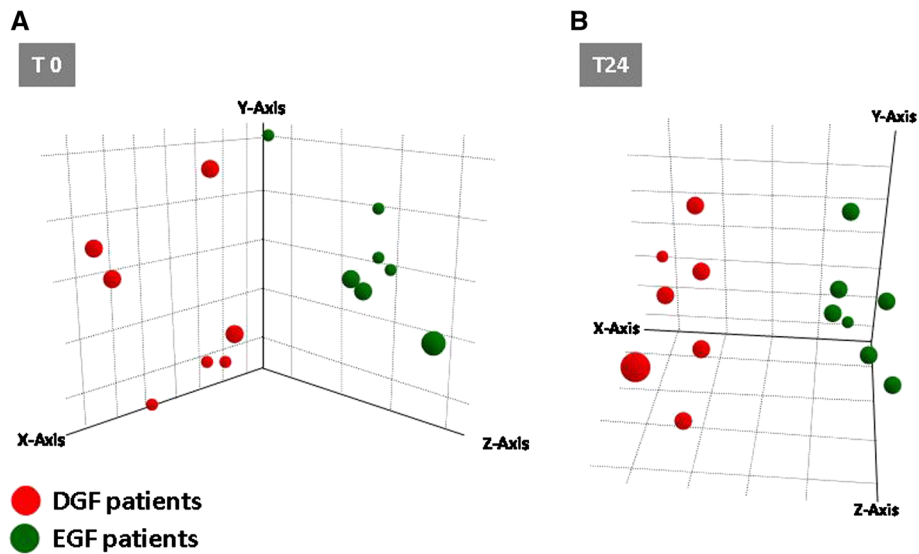 A
T 0
Y-Axis
X-Axis
Z-Axis
B
T24
Y-Axis
X-Axis
Z-Axis
DGF patients
EGF patients